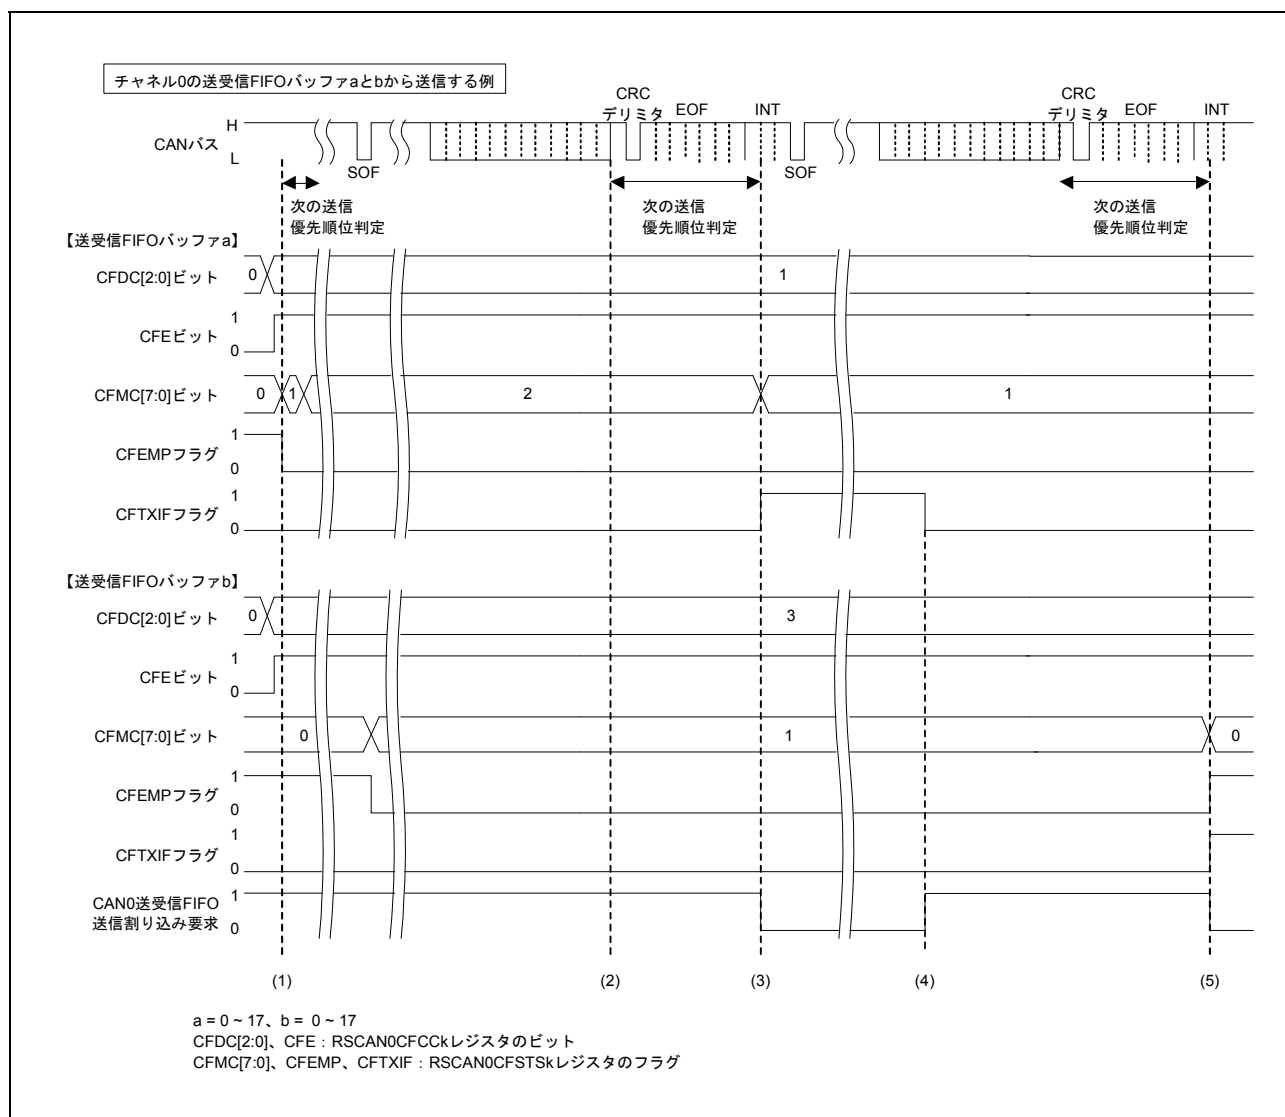 チャネル0の送受信FIFOバッファaとbから送信する例
CRC
デリミタ
EOF
INT
CRC
デリミタ
EOF
INT
H
CANバス
L
SOF
SOF
次の送信
優先順位判定
次の送信
優先順位判定
次の送信
優先順位判定
【送受信FIFOバッファa】
CFDC[2:0]ビット 0 1
1
CFEビット
0
CFMC[7:0]ビット 0 1 2 1
1
CFEMPフラグ
0
1
CFTXIFフラグ
0
【送受信FIFOバッファb】
CFDC[2:0]ビット 0 3
1
CFEビット
0
CFMC[7:0]ビット 0 1 0
1
CFEMPフラグ
0
1
CFTXIFフラグ
0
CAN0送受信FIFO 1
送信割り込み要求 0
(1) (2) (3) (4) (5)
a = 0 ~ 17、b = 0 ~ 17
CFDC[2:0]、CFE : RSCAN0CFCCkレジスタのビット
CFMC[7:0]、CFEMP、CFTXIF : RSCAN0CFSTSkレジスタのフラグ